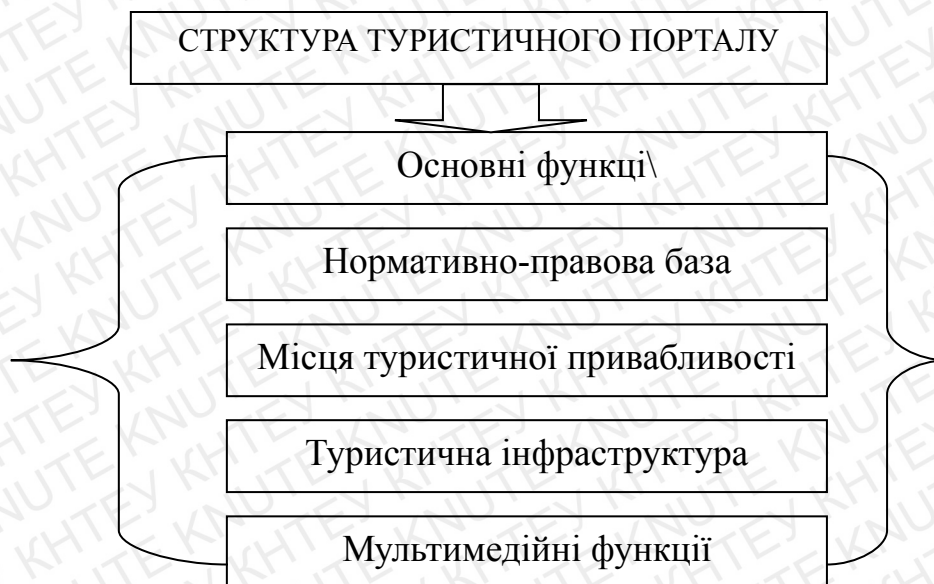 СТРУКТУРА ТУРИСТИЧНОГО ПОРТАЛУ
Основні функці\
Нормативно-правова база
Місця туристичної привабливості
Туристична інфраструктура
Мультимедійні функції